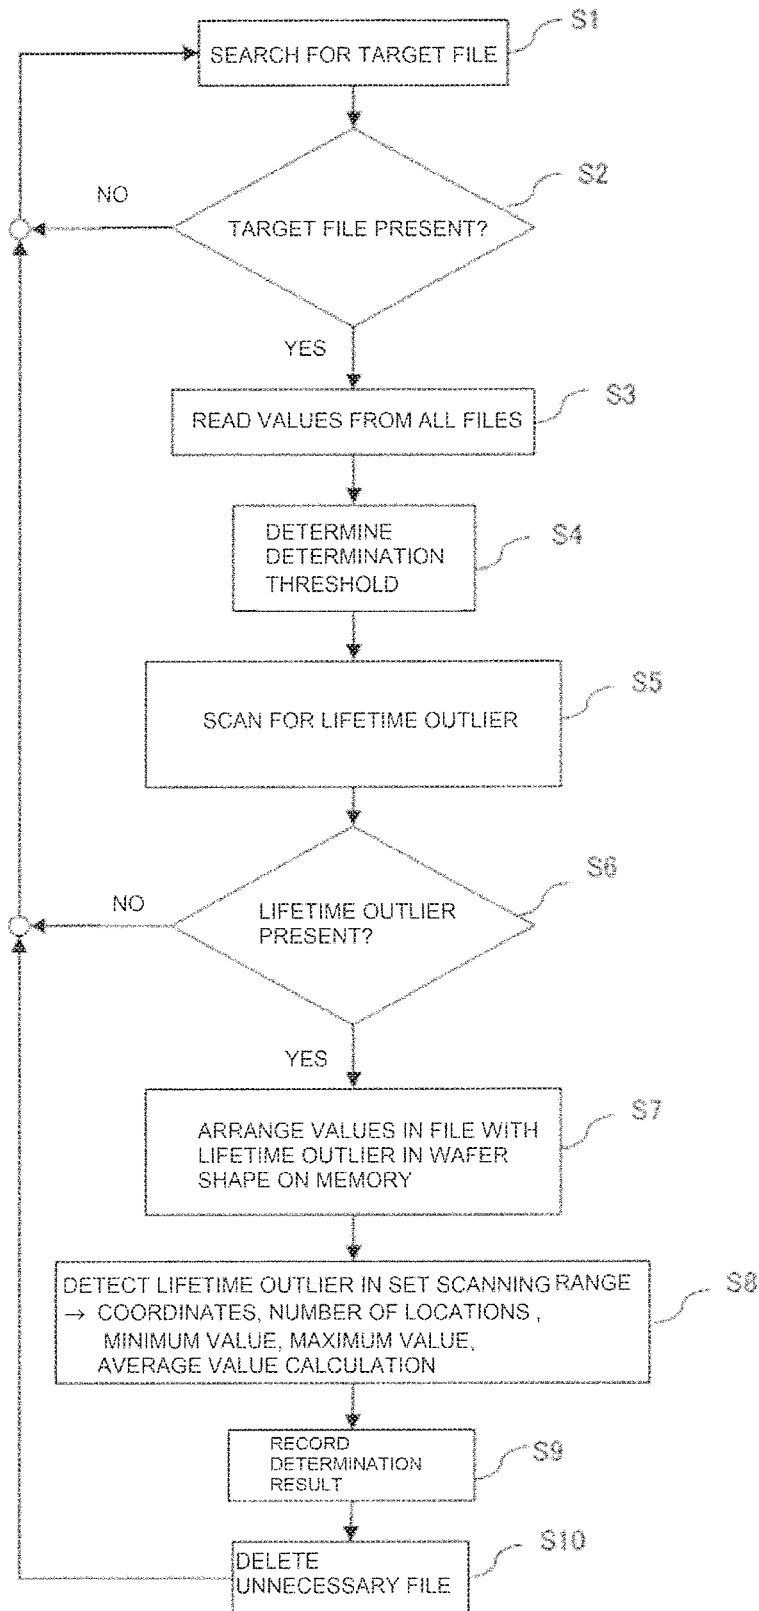 S1
SEARCH FOR TARGET FILE
S2
NO
TARGET FILE PRESENT?
YES
S3
READ VALUES FROM ALL FILES
S4
DETERMINE
DETERMINATION
THRESHOLD
S5
SCAN FOR LIFETIME OUTLIER
S6
NO
LIFETIME OUTLIER
PRESENT?
YES
S7
ARRANGE VALUES IN FILE WITH
LIFETIME OUTLIER IN WAFER
SHAPE ON MEMORY
S8
DETECT LIFETIME OUTLIER IN SET SCANNING RANGE
→ COORDINATES, NUMBER OF LOCATIONS,
MINIMUM VALUE, MAXIMUM VALUE,
AVERAGE VALUE CALCULATION
S9
RECORD
DETERMINATION
RESULT
S10
DELETE
UNNECESSARY FILE